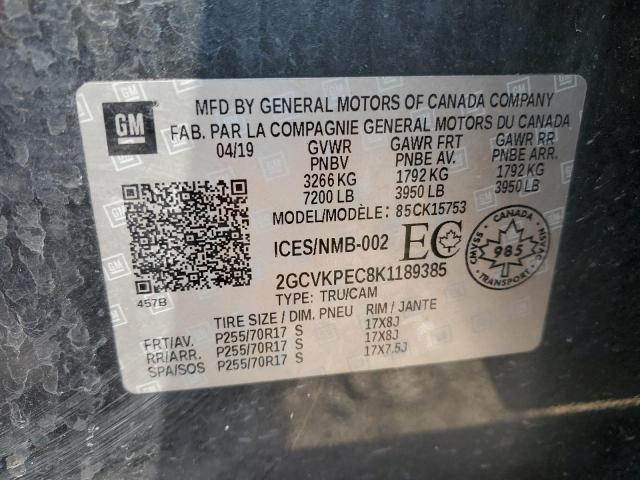 GM
MFD BY GENERAL MOTORS OF CANADA COMPANY
FAB. PAR LA COMPAGNIE GENERAL MOTORS DU CANADA
04/19 GVWR GAWR FRT GAWR RR
PNBV PNBE AV. PNBE ARR.
3266 KG 1792 KG 1792 KG
7200 LB 3950 LB 3950 LB
MODEL/MODÈLE: 85CK15753
ICES/NMB-002 EC
CANADA
CMVSS 985 NSVAC
TRANSPORT
2GCVKPEC8K1189385
457B TYPE: TRU/CAM
TIRE SIZE / DIM. PNEU RIM / JANTE
FRT/AV. P255/70R17 S 17X8J
RR/ARR. P255/70R17 S 17X8J
SPA/SOS P255/70R17 S 17X7.5J